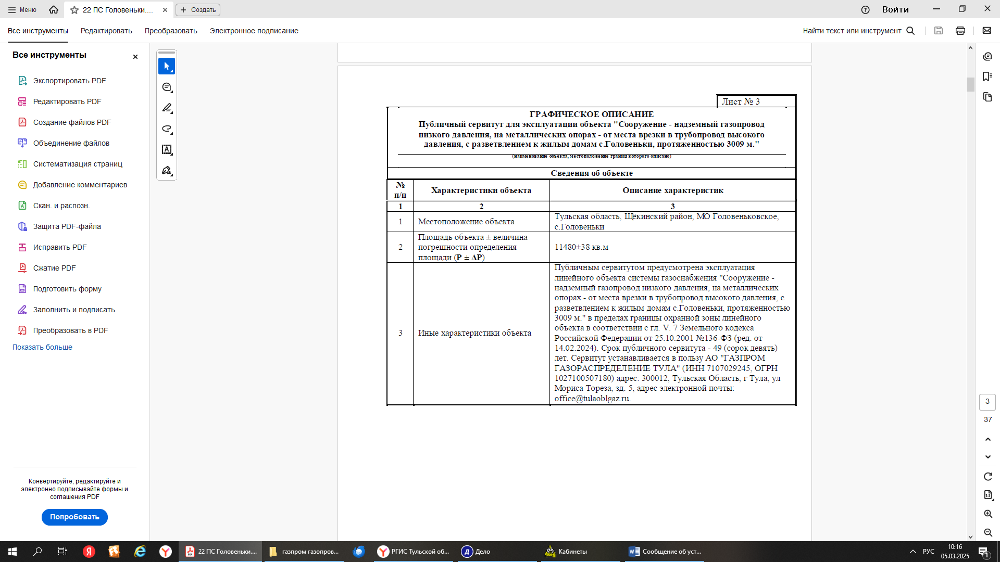 Меню
22 ПС Головеньки....
Создать
Войти
Все инструменты
Редактировать
Преобразовать
Электронное подписание
Найти текст или инструмент
Все инструменты
Экспортировать PDF
Редактировать PDF
Создание файлов PDF
Объединение файлов
Систематизация страниц
Добавление комментариев
Скан. и распозн.
Защита PDF-файла
Исправить PDF
Сжатие PDF
Подготовить форму
Заполнить и подписать
Преобразовать в PDF
Показать больше
Конвертируйте, редактируйте и
электронно подписывайте формы и
соглашения PDF
Попробовать
Лист № 3
ГРАФИЧЕСКОЕ ОПИСАНИЕ
Публичный сервитут для эксплуатации объекта "Сооружение - надземный газопровод
низкого давления, на металлических опорах - от места врезки в трубопровод высокого
давления, с разветвлением к жилым домам с.Головеньки, протяженностью 3009 м."
(наименование объекта, местоположение границ которого описано)
Сведения об объекте
№
п/п
Характеристики объекта
Описание характеристик
1
2
3
1
Местоположение объекта
Тульская область, Щёкинский район, МО Головеньковское,
с.Головеньки
2
Площадь объекта ± величина
погрешности определения
площади (Р ± ΔР)
11480±38 кв.м
3
Иные характеристики объекта
Публичным сервитутом предусмотрена эксплуатация
линейного объекта системы газоснабжения "Сооружение -
надземный газопровод низкого давления, на металлических
опорах - от места врезки в трубопровод высокого давления, с
разветвлением к жилым домам с.Головеньки, протяженностью
3009 м." в пределах границы охранной зоны линейного
объекта в соответствии с гл. V. 7 Земельного кодекса
Российской Федерации от 25.10.2001 №136-ФЗ (ред. от
14.02.2024). Срок публичного сервитута - 49 (сорок девять)
лет. Сервитут устанавливается в пользу АО "ГАЗПРОМ
ГАЗОРАСПРЕДЕЛЕНИЕ ТУЛА" (ИНН 7107029245, ОГРН
1027100507180) адрес: 300012, Тульская Область, г Тула, ул
Мориса Тореза, зд. 5, адрес электронной почты:
office@tulaoblgaz.ru.
3
37
22 ПС Головеньки....
газпром газопров...
РГИС Тульской об...
Дело
Кабинеты
Сообщение об уст...
РУС
10:16
05.03.2025
1